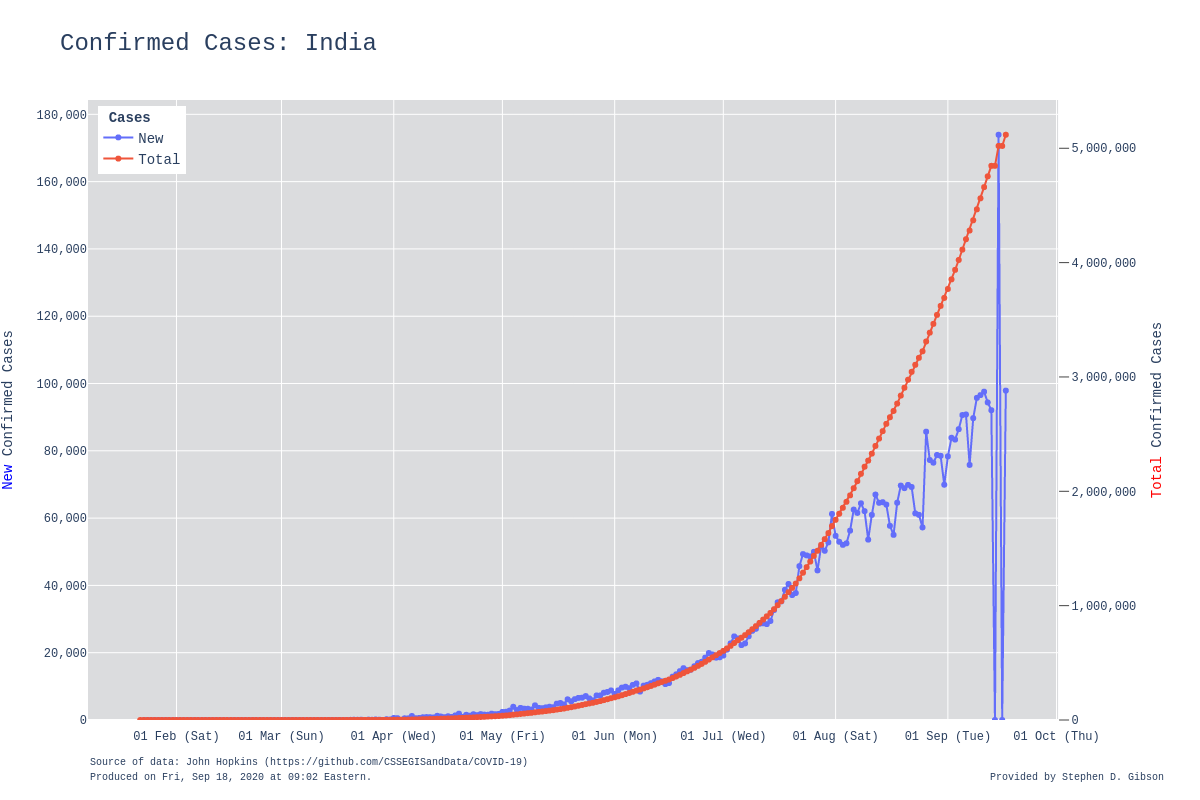 Confirmed Cases: India
Cases
New
Total
180,000
160,000
140,000
120,000
100,000
80,000
60,000
40,000
20,000
0
New Confirmed Cases
5,000,000
4,000,000
3,000,000
2,000,000
1,000,000
0
Total Confirmed Cases
01 Feb (Sat) 01 Mar (Sun) 01 Apr (Wed) 01 May (Fri) 01 Jun (Mon) 01 Jul (Wed) 01 Aug (Sat) 01 Sep (Tue) 01 Oct (Thu)
Source of data: John Hopkins (https://github.com/CSSEGISandData/COVID-19)
Produced on Fri, Sep 18, 2020 at 09:02 Eastern.
Provided by Stephen D. Gibson